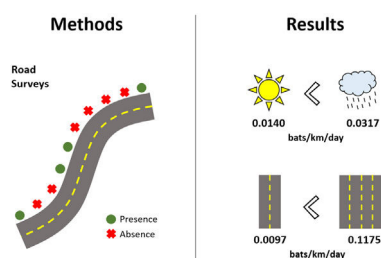 Methods
Road
Surveys
Presence
Absence
Results
<
0.0140
0.0317
bats/km/day
<
0.0097
0.1175
bats/km/day